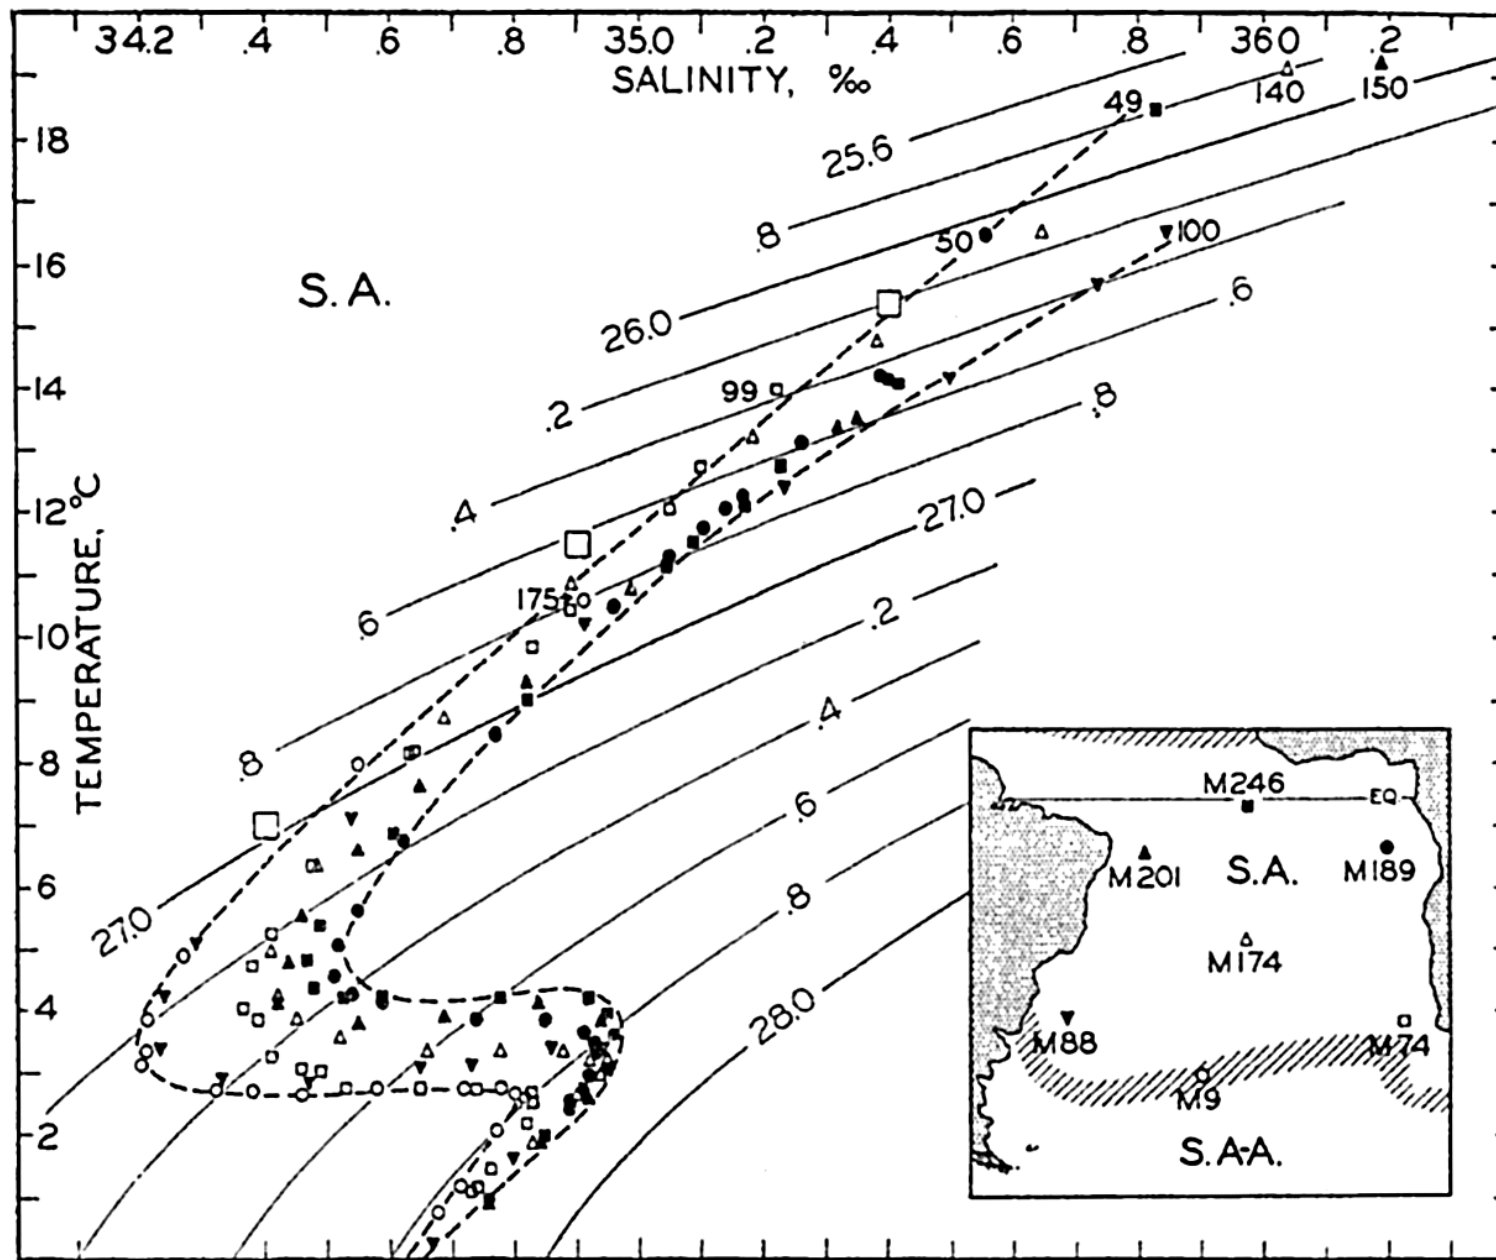 34.2 .4 .6 .8 35.0 .2 .4 .6 .8 36.0 .2
SALINITY, ‰
49
140
150
25.6
18
.8
50
100
S. A.
16
26.0
.6
.2
99
14
.8
.4
12
TEMPERATURE, °C
27.0
175
.6
10
.2
.4
.8
8
.6
M246
EQ.
M201
S.A.
M189
27.0
6
.8
M174
4
28.0
M88
M74
M9
2
S.A-A.